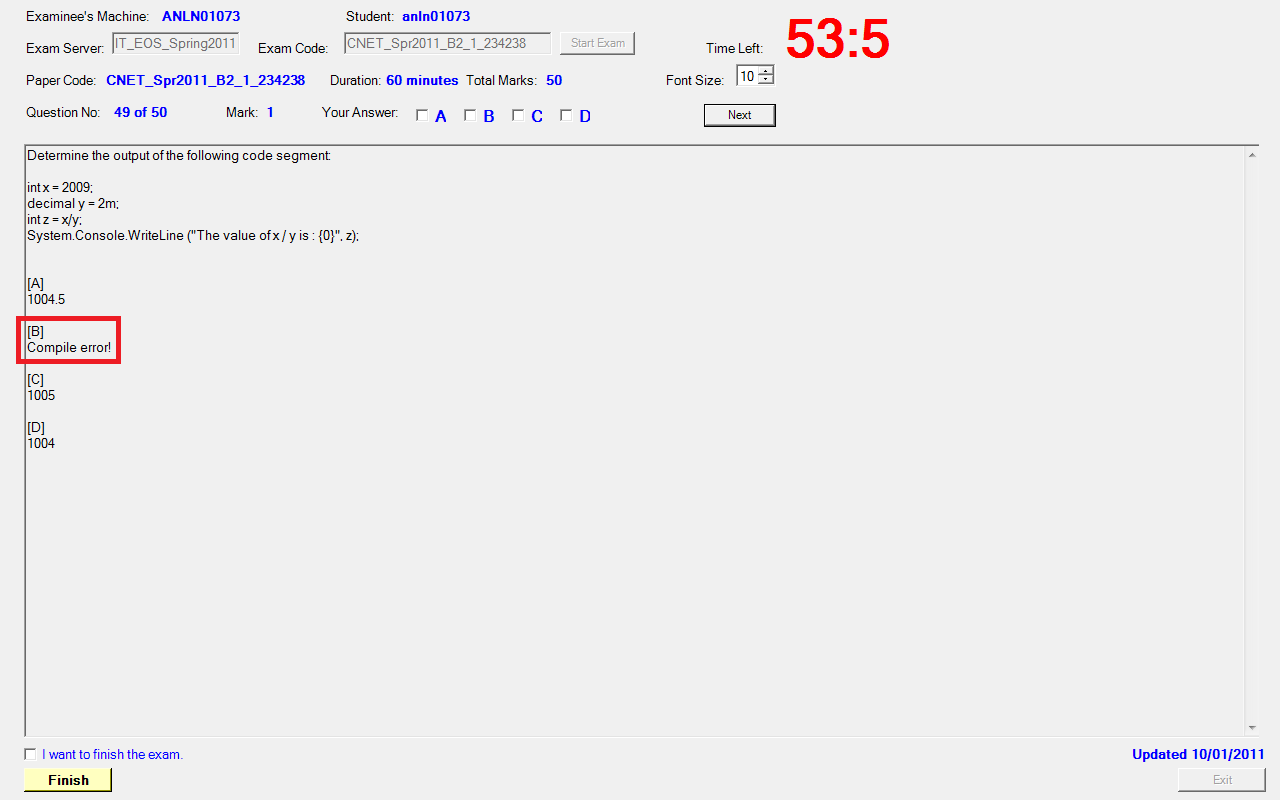 Examinee's Machine: ANLN01073 Student: anln01073
Exam Server: IT_EOS_Spring2011 Exam Code: CNET_Spr2011_B2_1_234238 Start Exam Time Left: 53:5
Paper Code: CNET_Spr2011_B2_1_234238 Duration: 60 minutes Total Marks: 50 Font Size: 10
Question No: 49 of 50 Mark: 1 Your Answer: A B C D Next
Determine the output of the following code segment:
int x = 2009;
decimal y = 2m;
int z = x/y;
System.Console.WriteLine ("The value of x / y is : {0}", z);
[A]
1004.5
[B]
Compile error!
[C]
1005
[D]
1004
I want to finish the exam. Updated 10/01/2011
Finish Exit